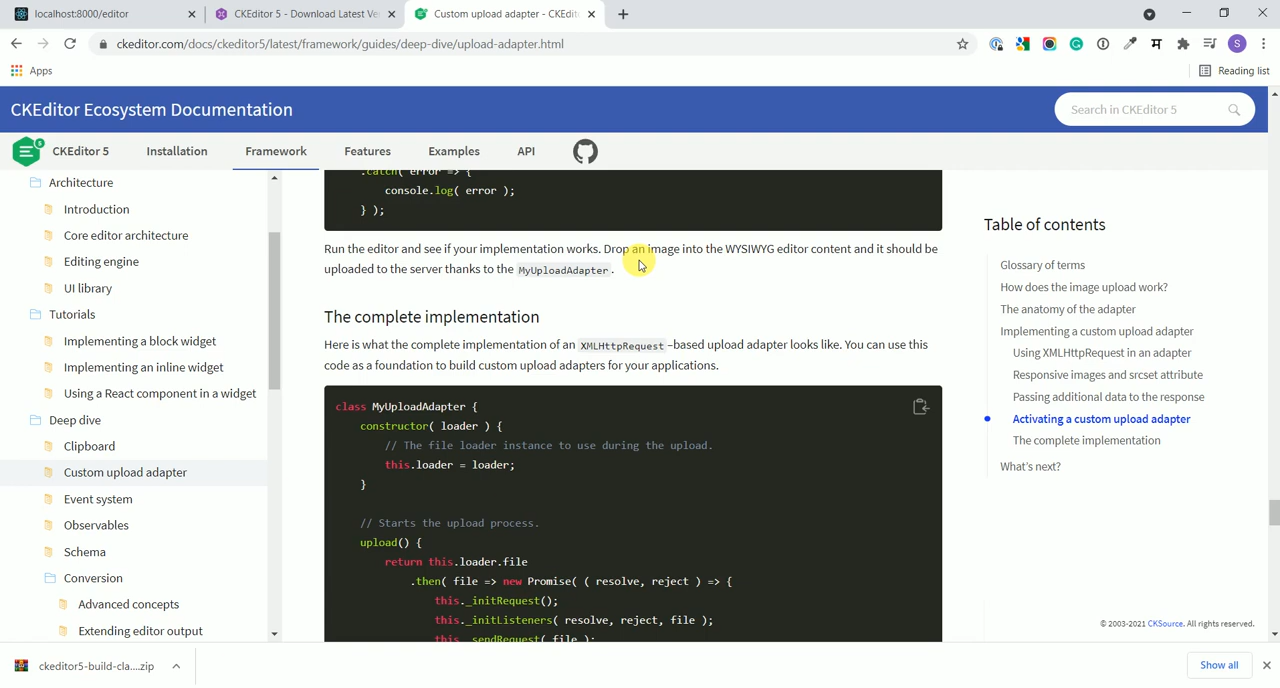 localhost:8000/editor
CKEditor 5 - Download Latest Ve
Custom upload adapter - CKEdit
ckeditor.com/docs/ckeditor5/latest/framework/guides/deep-dive/upload-adapter.html
Apps
Reading list
CKEditor Ecosystem Documentation
Search in CKEditor 5
CKEditor 5
Installation
Framework
Features
Examples
API
Architecture
Introduction
Core editor architecture
Editing engine
UI library
Tutorials
Implementing a block widget
Implementing an inline widget
Using a React component in a widget
Deep dive
Clipboard
Custom upload adapter
Event system
Observables
Schema
Conversion
Advanced concepts
Extending editor output
.catch( error => {
console.log( error );
} );
Run the editor and see if your implementation works. Drop an image into the WYSIWYG editor content and it should be
uploaded to the server thanks to the MyUploadAdapter.
The complete implementation
Here is what the complete implementation of an XMLHttpRequest-based upload adapter looks like. You can use this
code as a foundation to build custom upload adapters for your applications.
class MyUploadAdapter {
constructor( loader ) {
// The file loader instance to use during the upload.
this.loader = loader;
}
// Starts the upload process.
upload() {
return this.loader.file
.then( file => new Promise( ( resolve, reject ) => {
this._initRequest();
this._initListeners( resolve, reject, file );
this._sendRequest( file );
Table of contents
Glossary of terms
How does the image upload work?
The anatomy of the adapter
Implementing a custom upload adapter
Using XMLHttpRequest in an adapter
Responsive images and srcset attribute
Passing additional data to the response
Activating a custom upload adapter
The complete implementation
What's next?
© 2003-2021 CKSource. All rights reserved.
ckeditor5-build-cla....zip
Show all